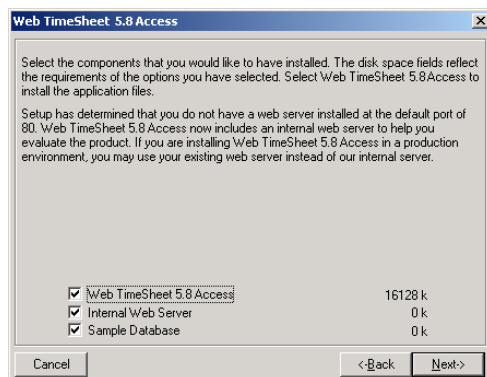 Web TimeSheet 5.8 Access
Select the components that you would like to have installed. The disk space fields reflect
the requirements of the options you have selected. Select Web TimeSheet 5.8Access to
install the application files.
Setup has determined that you do not have a web server installed at the default port of
80. Web TimeSheet 5.8 Access now includes an internal web server to help you
evaluate the product. If you are installing Web TimeSheet 5.8 Access in a production
environment, you may use your existing web server instead of our internal server.
Web TimeSheet 5.8 Access 16128 k
Internal Web Server 0 k
Sample Database 0 k
Cancel <-Back Next->